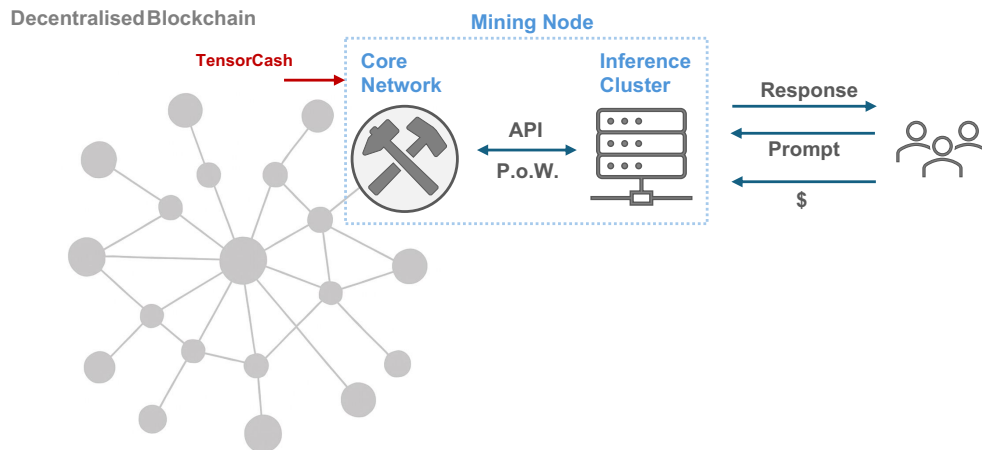 Decentralised Blockchain
Mining Node
TensorCash
Core
Network
Inference
Cluster
API
P.o.W.
Response
Prompt
$